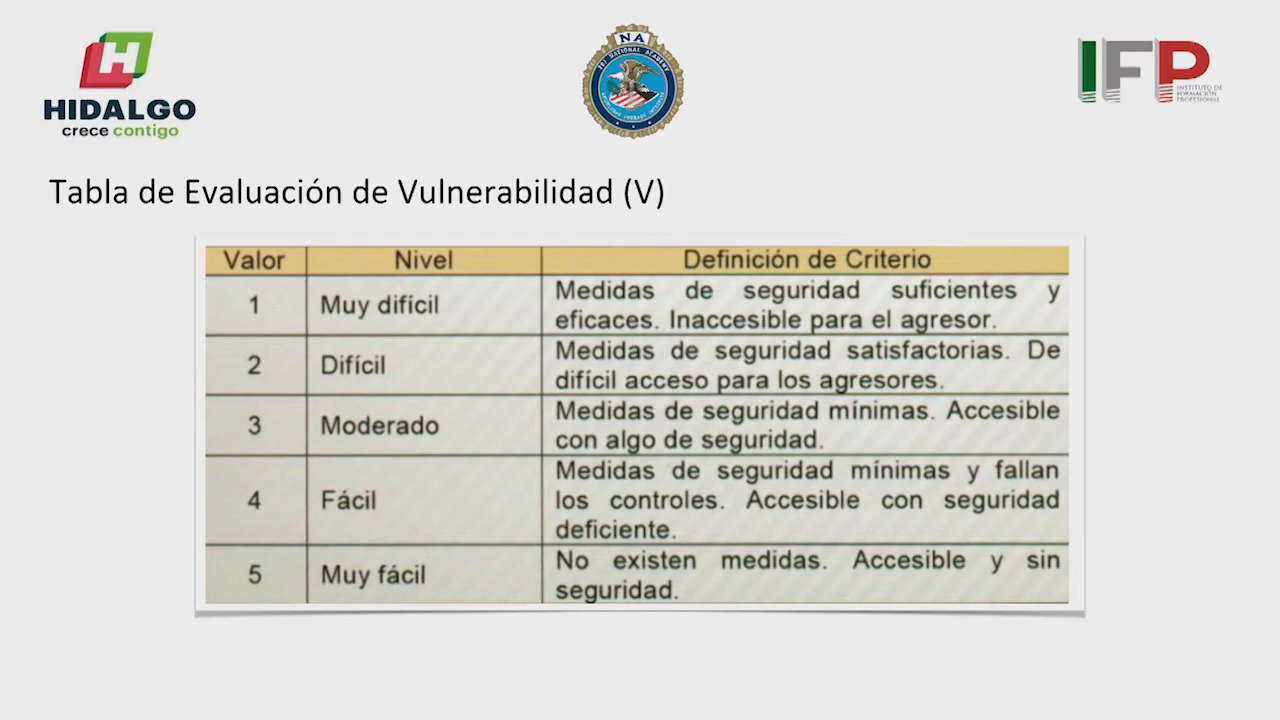 HIDALGO
crece contigo
NA
FBI NATIONAL ACADEMY
IFP
INSTITUTO DE
FORMACIÓN
PROFESIONAL
Tabla de Evaluación de Vulnerabilidad (V)
Valor Nivel Definición de Criterio
1 Muy difícil Medidas de seguridad suficientes y
eficaces. Inaccesible para el agresor.
2 Difícil Medidas de seguridad satisfactorias. De
difícil acceso para los agresores.
3 Moderado Medidas de seguridad mínimas. Accesible
con algo de seguridad.
4 Fácil Medidas de seguridad mínimas y fallan
los controles. Accesible con seguridad
deficiente.
5 Muy fácil No existen medidas. Accesible y sin
seguridad.